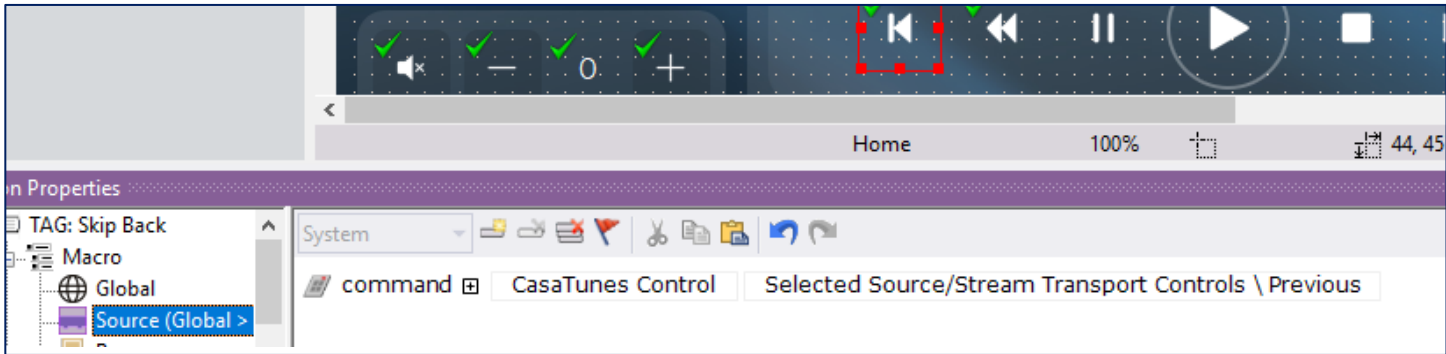 0
Home 100% 44, 45
on Properties
TAG: Skip Back
System
Macro
Global
command CasaTunes Control Selected Source/Stream Transport Controls \ Previous
Source (Global >